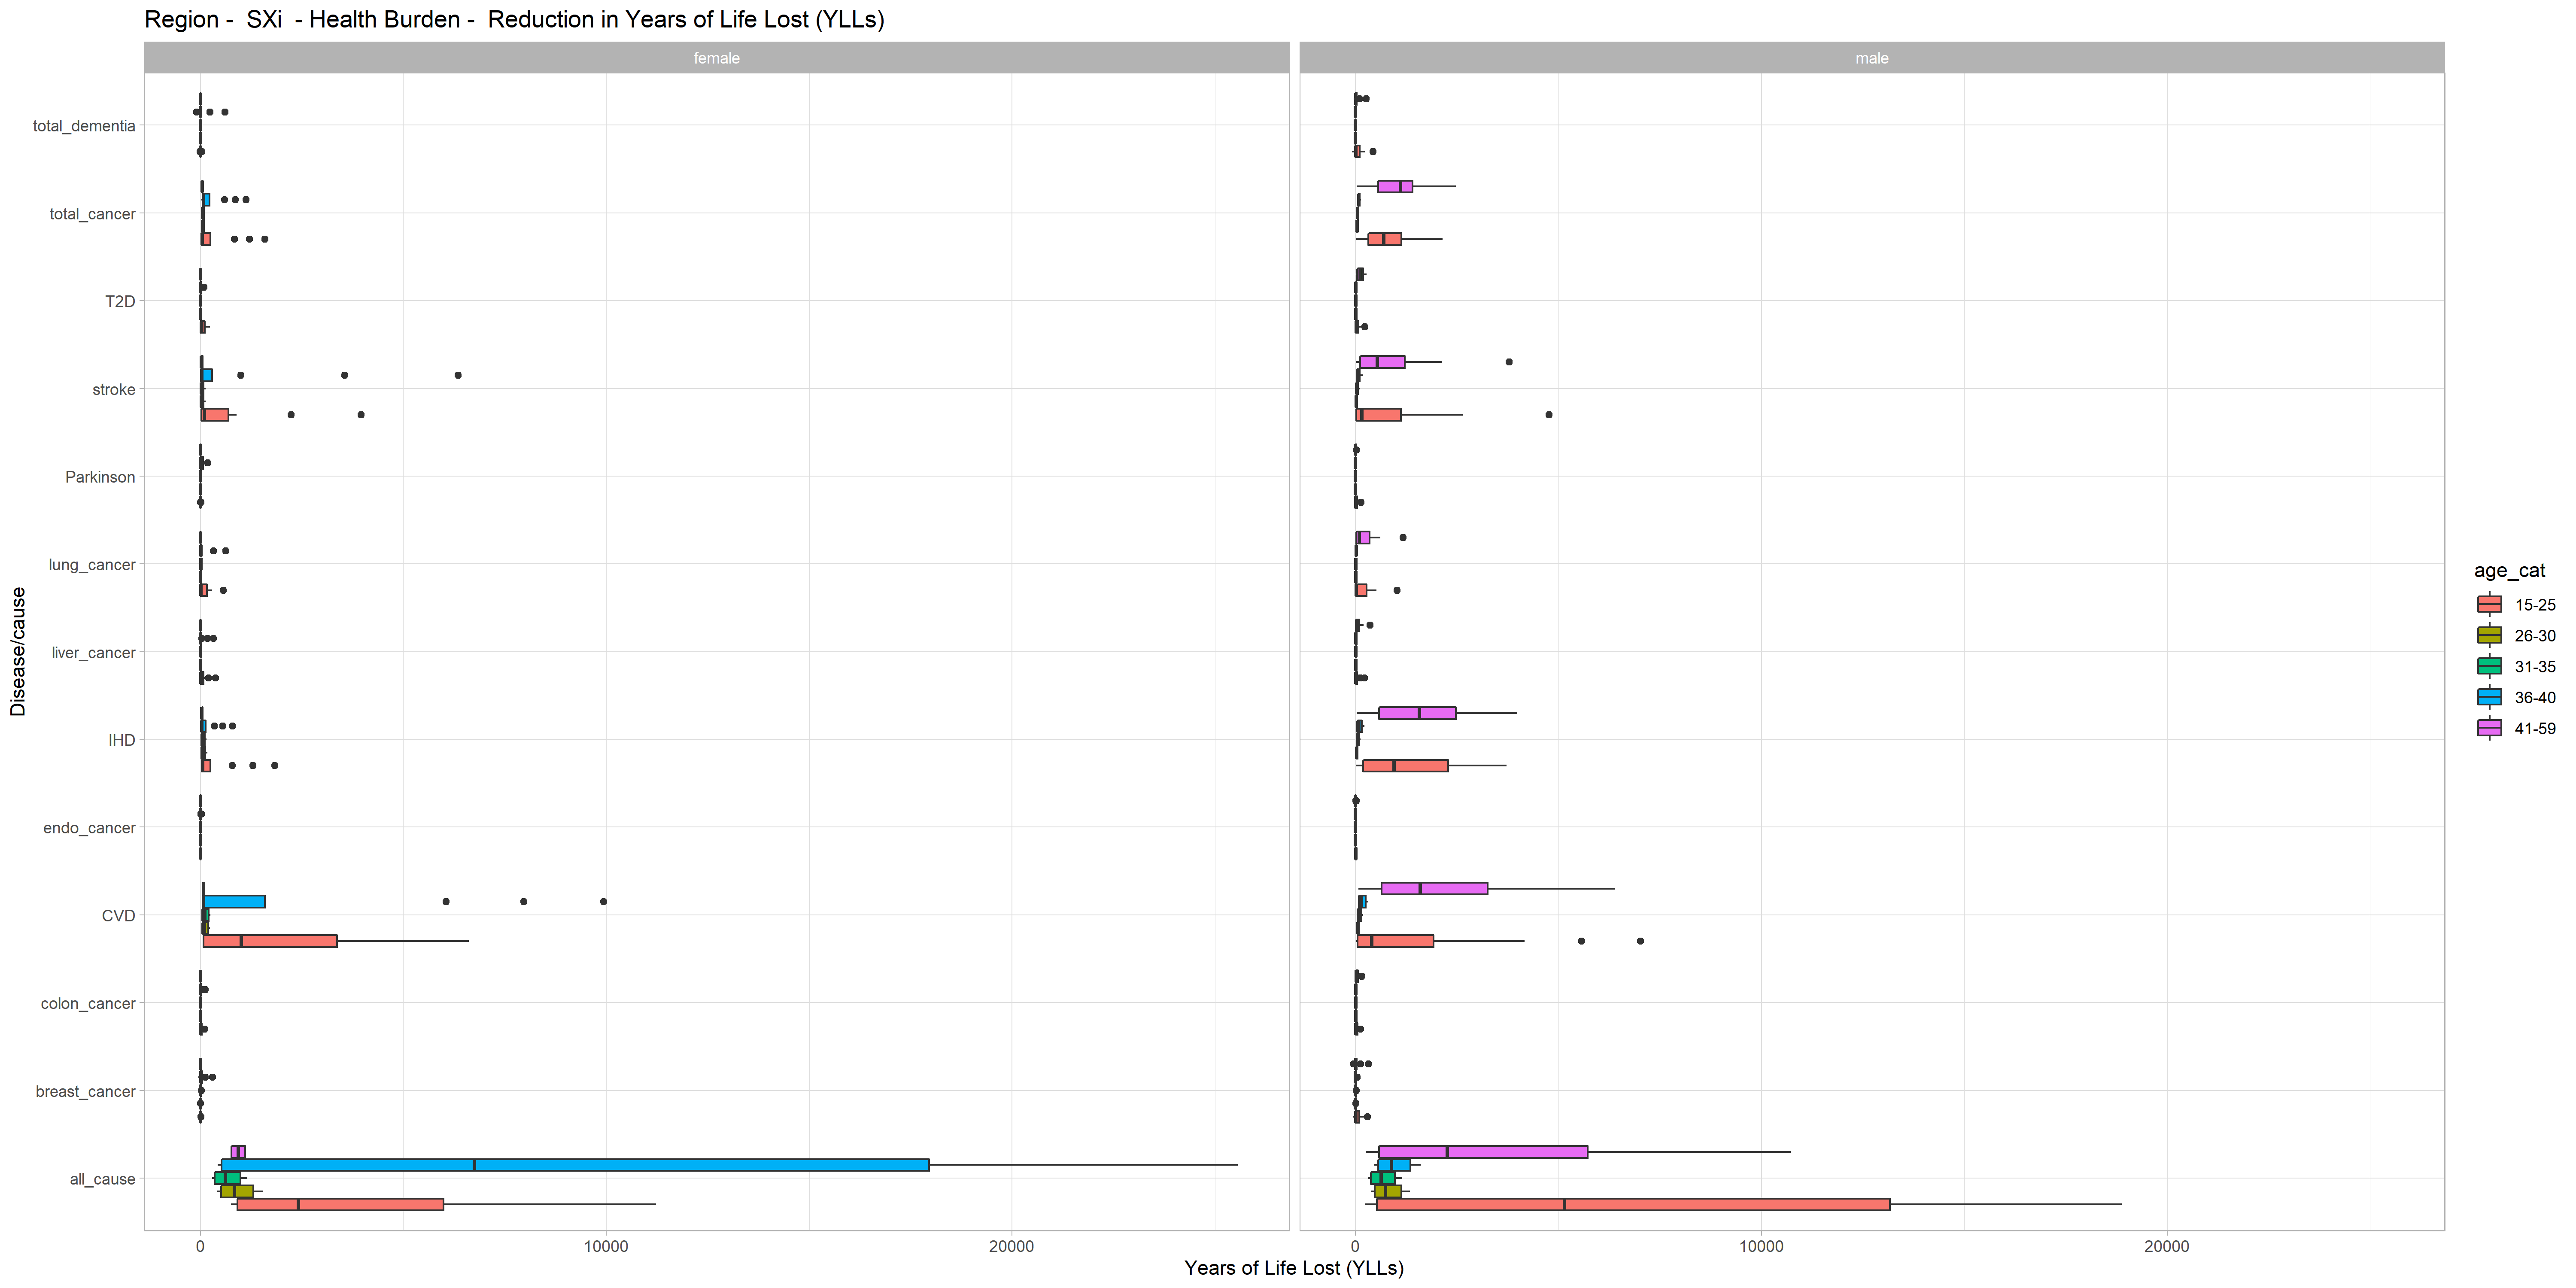 Region -  SXi  - Health Burden -  Reduction in Years of Life Lost (YLLs)
female
male
total_dementia
total_cancer
T2D
stroke
Parkinson
lung_cancer
liver_cancer
IHD
endo_cancer
CVD
colon_cancer
breast_cancer
all_cause
Disease/cause
0
10000
20000
0
10000
20000
Years of Life Lost (YLLs)
age_cat
15-25
26-30
31-35
36-40
41-59